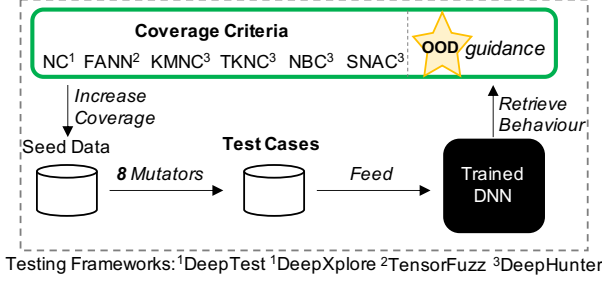 Coverage Criteria
NC¹ FANN² KMNC³ TKNC³ NBC³ SNAC³
OOD guidance
Increase Coverage
Retrieve Behaviour
Seed Data
8 Mutators
Test Cases
Feed
Trained DNN
Testing Frameworks:¹DeepTest ¹DeepXplore ²TensorFuzz ³DeepHunter